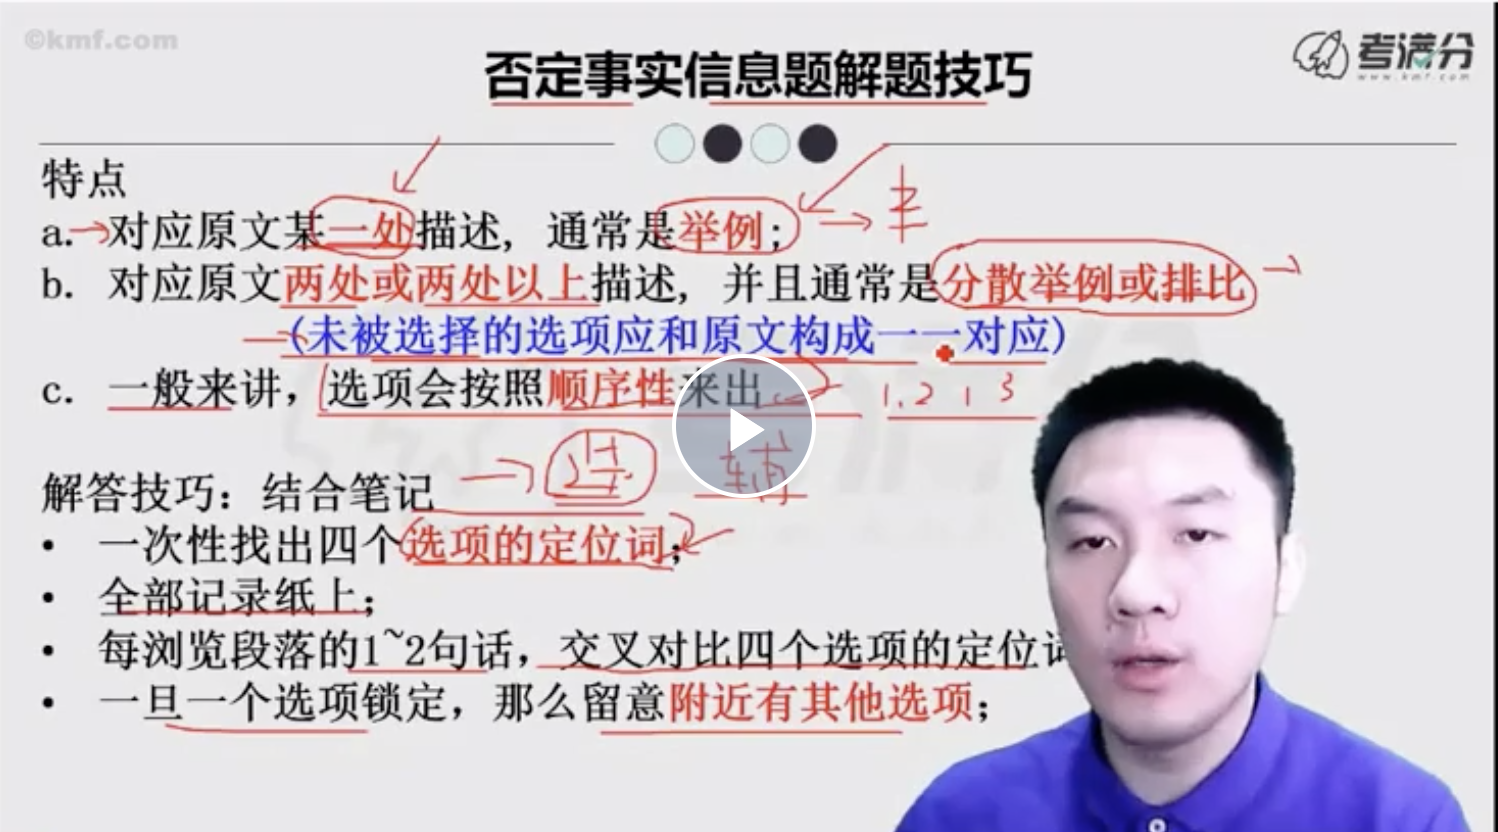 ©kmf.com
考满分
www.kmf.com
否定事实信息题解题技巧
特点
a. 对应原文某一处描述，通常是举例；
b. 对应原文两处或两处以上描述，并且通常是分散举例或排比
（未被选择的选项应和原文构成一一对应）
c. 一般来讲，选项会按照顺序性来出
1. 2 1 3
解答技巧：结合笔记
• 一次性找出四个选项的定位词；
• 全部记录纸上；
• 每浏览段落的1~2句话，交叉对比四个选项的定位词
• 一旦一个选项锁定，那么留意附近有其他选项；